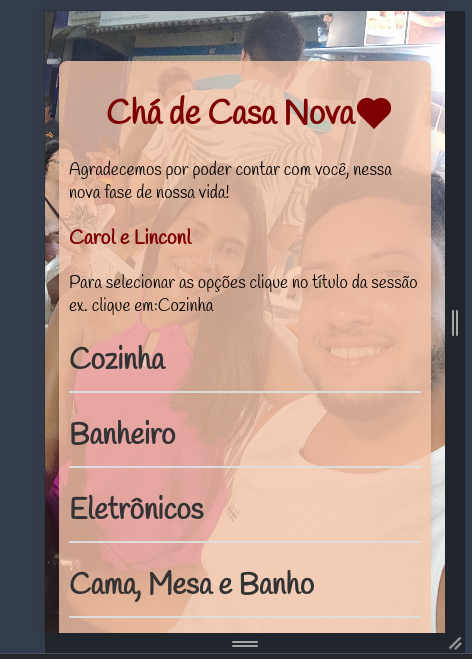 Chá de Casa Nova
Agradecemos por poder contar com você, nessa
nova fase de nossa vida!
Carol e Linconl
Para selecionar as opções clique no título da sessão
ex. clique em:Cozinha
Cozinha
Banheiro
Eletrônicos
Cama, Mesa e Banho